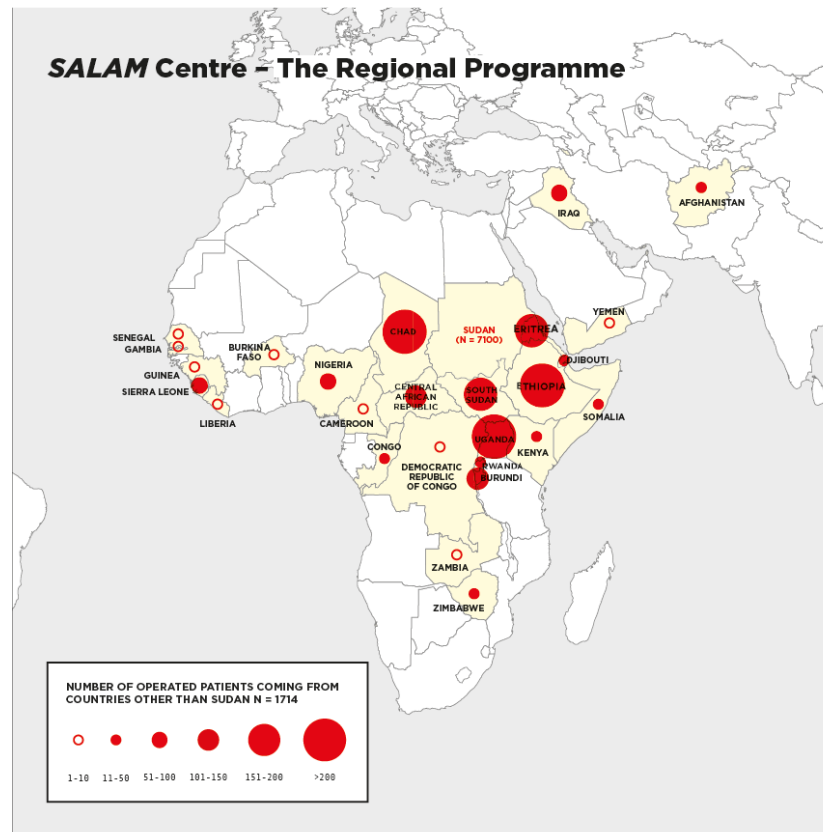 SALAM Centre – The Regional Programme
IRAQ
AFGHANISTAN
YEMEN
SENEGAL
GAMBIA
BURKINA
FASO
CHAD
SUDAN
(N = 7100)
ERITREA
DJIBOUTI
GUINEA
SIERRA LEONE
LIBERIA
NIGERIA
CAMEROON
CENTRAL
AFRICAN
REPUBLIC
SOUTH
SUDAN
ETHIOPIA
SOMALIA
CONGO
DEMOCRATIC
REPUBLIC
OF CONGO
UGANDA
KENYA
RWANDA
BURUNDI
ZAMBIA
ZIMBABWE
NUMBER OF OPERATED PATIENTS COMING FROM
COUNTRIES OTHER THAN SUDAN N = 1714
1-10 11-50 51-100 101-150 151-200 >200